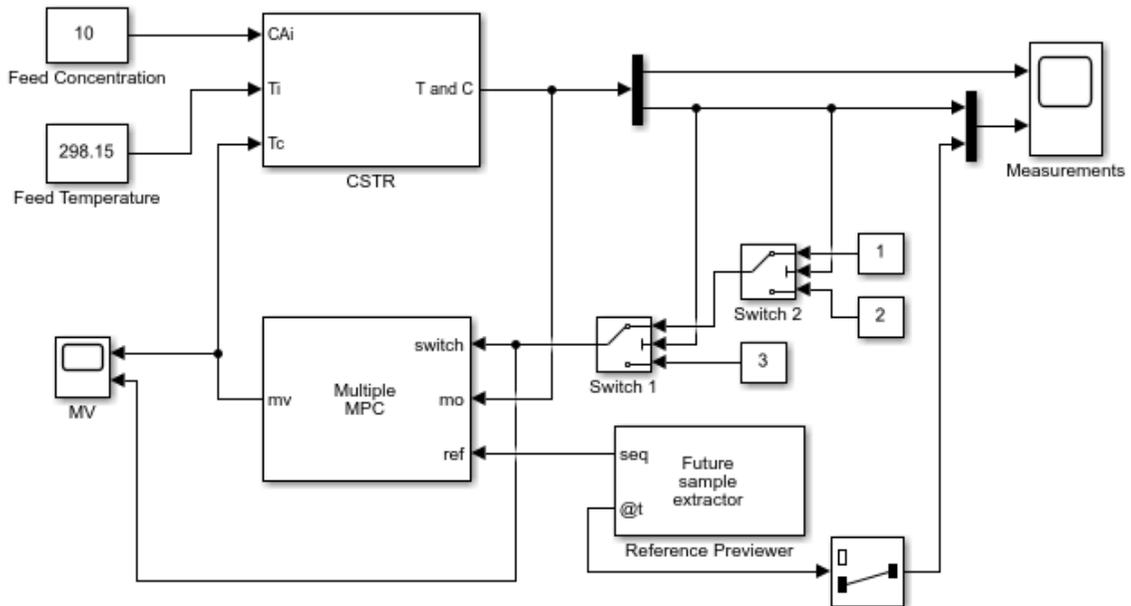 10
Feed Concentration
298.15
Feed Temperature
CAi
Ti
Tc
T and C
CSTR
Measurements
1
2
Switch 2
3
Switch 1
switch
mo
ref
mv
Multiple
MPC
MV
seq
@t
Future
sample
extractor
Reference Previewer